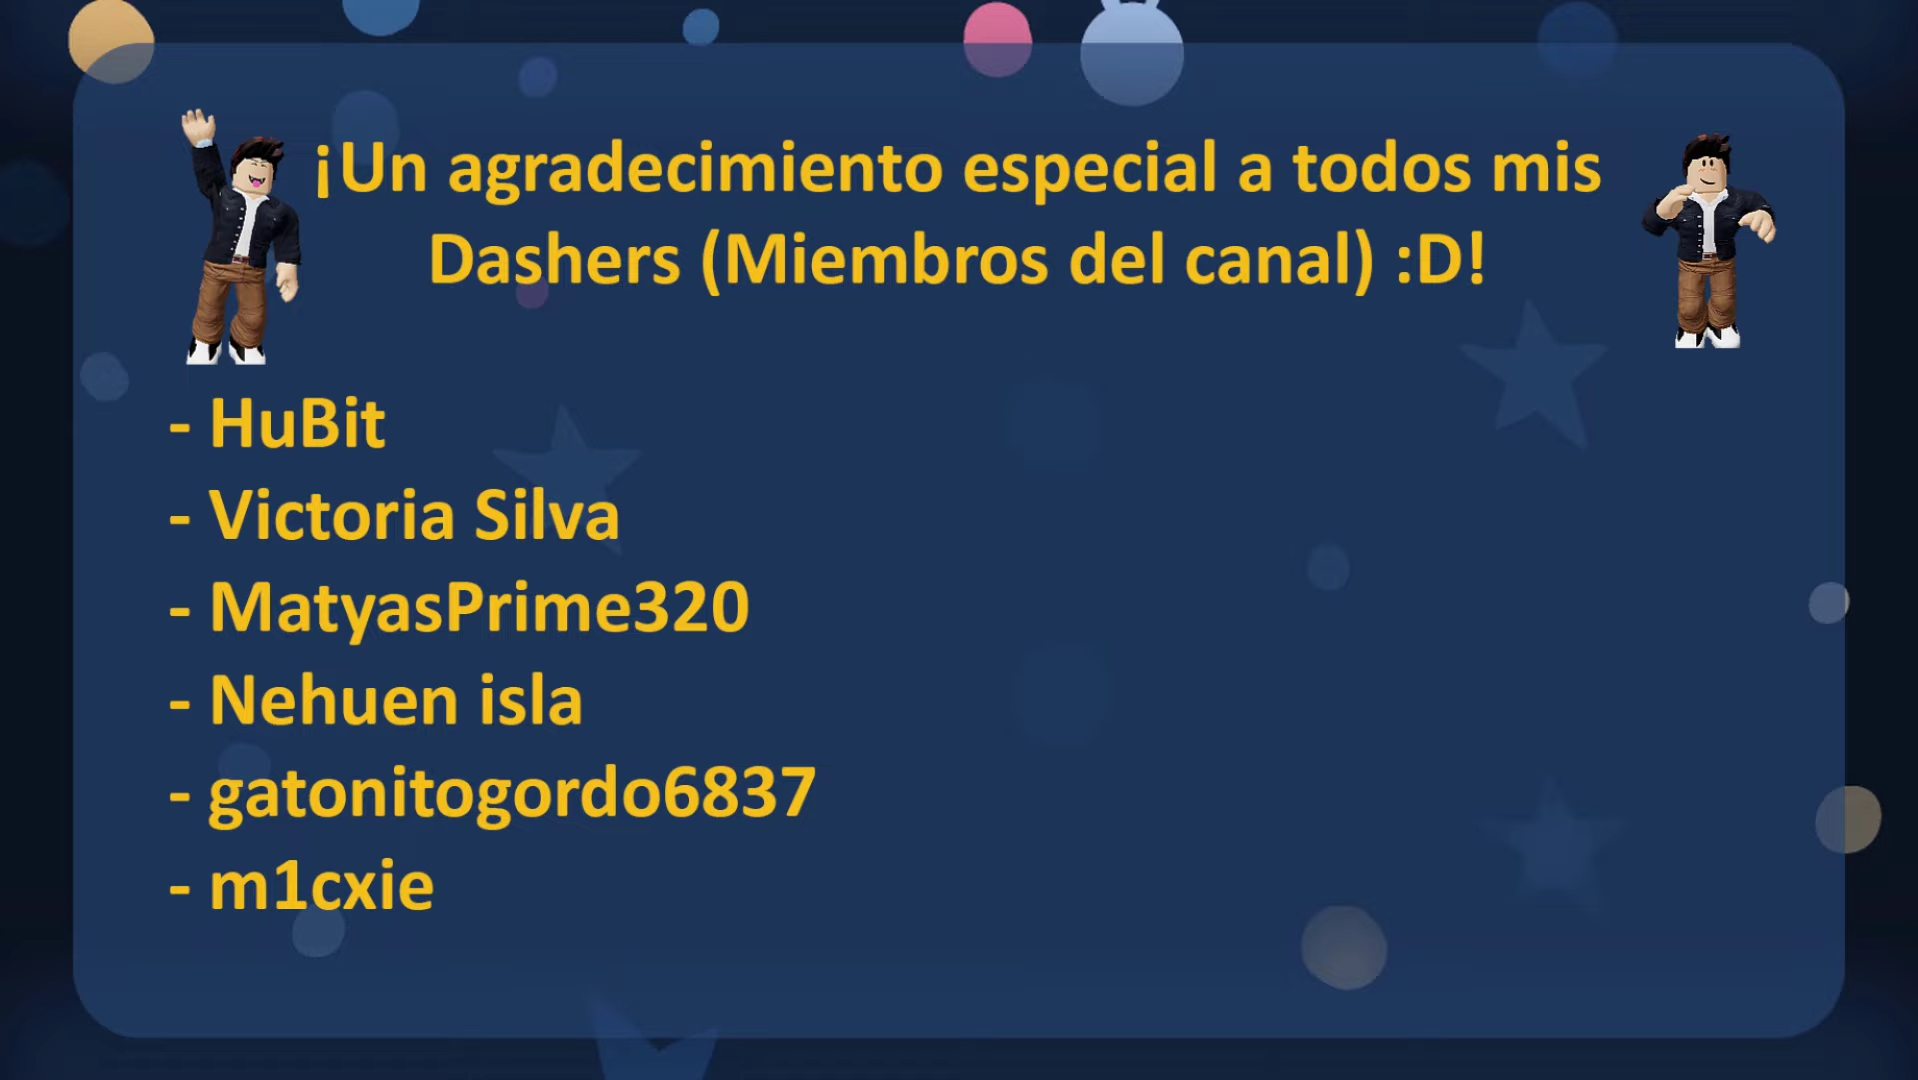 ¡Un agradecimiento especial a todos mis
Dashers (Miembros del canal) :D!
- HuBit
- Victoria Silva
- MatyasPrime320
- Nehuen isla
- gatonitogordo6837
- m1cxie